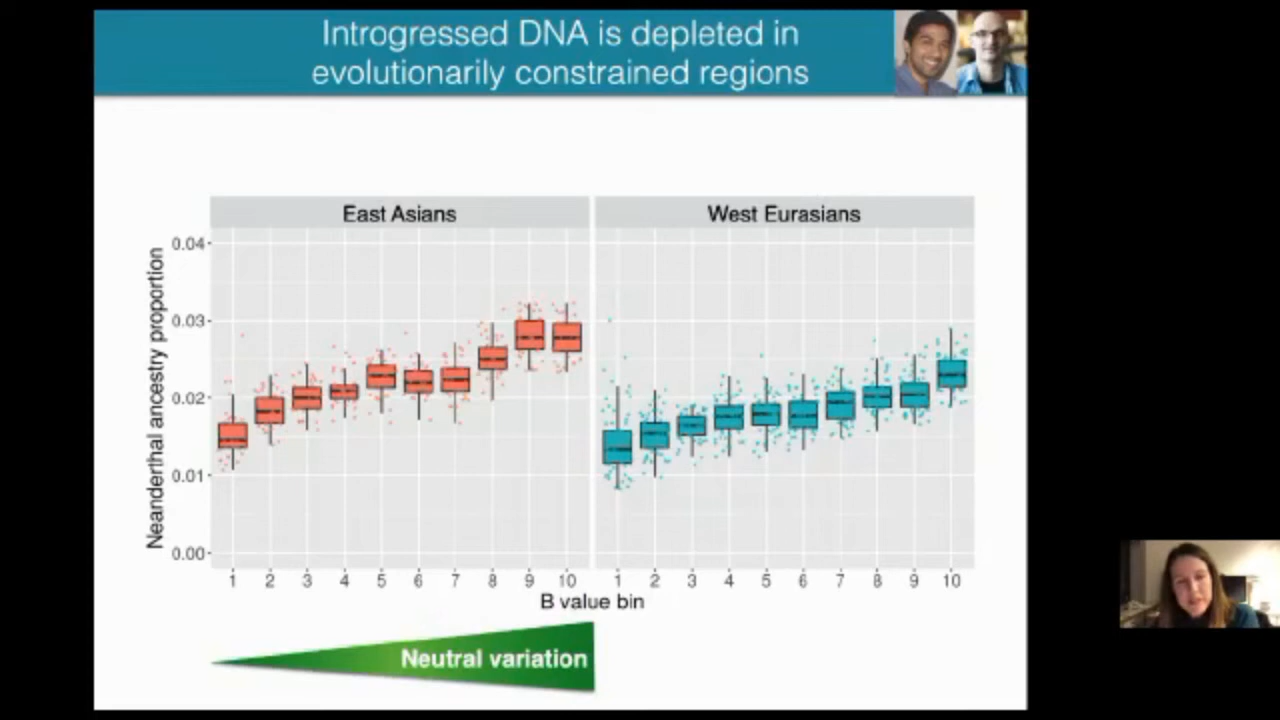 Introgressed DNA is depleted in
evolutionarily constrained regions
East Asians
West Eurasians
Neanderthal ancestry proportion
0.04
0.03
0.02
0.01
0.00
1 2 3 4 5 6 7 8 9 10
1 2 3 4 5 6 7 8 9 10
B value bin
Neutral variation